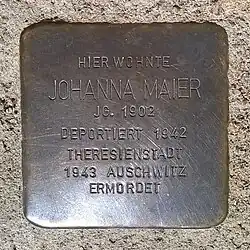 HIER WOHNTE
JOHANNA MAIER
JG. 1902
DEPORTIERT 1942
THERESIENSTADT
1943 AUSCHWITZ
ERMORDET